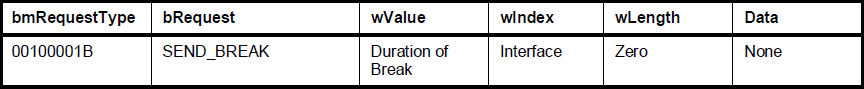 bmRequestType bRequest wValue wIndex wLength Data
00100001B SEND_BREAK Duration of Interface Zero None
Break